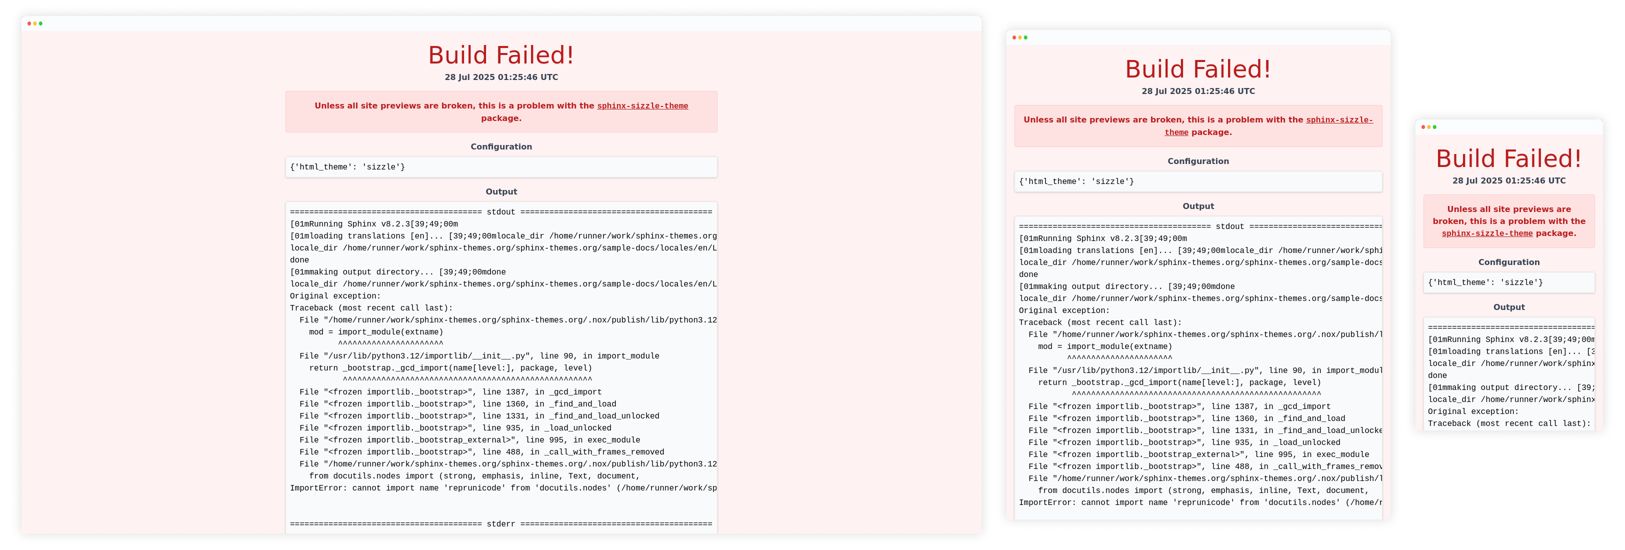 Build Failed!
28 Jul 2025 01:25:46 UTC
Unless all site previews are broken, this is a problem with the sphinx-sizzle-theme
package.
Configuration
{'html_theme': 'sizzle'}
Output
======================================== stdout ========================================
[01mRunning Sphinx v8.2.3[39;49;00m
[01mloading translations [en]... [39;49;00mlocale_dir /home/runner/work/sphinx-themes.org
locale_dir /home/runner/work/sphinx-themes.org/sphinx-themes.org/sample-docs/locales/en/L
done
[01mmaking output directory... [39;49;00mdone
locale_dir /home/runner/work/sphinx-themes.org/sphinx-themes.org/sample-docs/locales/en/L
Original exception:
Traceback (most recent call last):
  File "/home/runner/work/sphinx-themes.org/sphinx-themes.org/.nox/publish/lib/python3.12
    mod = import_module(extname)
          ^^^^^^^^^^^^^^^^^^^^^^
  File "/usr/lib/python3.12/importlib/__init__.py", line 90, in import_module
    return _bootstrap._gcd_import(name[level:], package, level)
           ^^^^^^^^^^^^^^^^^^^^^^^^^^^^^^^^^^^^^^^^^^^^^^^^^^^^
  File "<frozen importlib._bootstrap>", line 1387, in _gcd_import
  File "<frozen importlib._bootstrap>", line 1360, in _find_and_load
  File "<frozen importlib._bootstrap>", line 1331, in _find_and_load_unlocked
  File "<frozen importlib._bootstrap>", line 935, in _load_unlocked
  File "<frozen importlib._bootstrap_external>", line 995, in exec_module
  File "<frozen importlib._bootstrap>", line 488, in _call_with_frames_removed
  File "/home/runner/work/sphinx-themes.org/sphinx-themes.org/.nox/publish/lib/python3.12
    from docutils.nodes import (strong, emphasis, inline, Text, document,
ImportError: cannot import name 'reprunicode' from 'docutils.nodes' (/home/runner/work/sp
======================================== stderr ========================================
Build Failed!
28 Jul 2025 01:25:46 UTC
Unless all site previews are broken, this is a problem with the sphinx-sizzle-
theme package.
Configuration
{'html_theme': 'sizzle'}
Output
======================================== stdout ============================
[01mRunning Sphinx v8.2.3[39;49;00m
[01mloading translations [en]... [39;49;00mlocale_dir /home/runner/work/sphi
locale_dir /home/runner/work/sphinx-themes.org/sphinx-themes.org/sample-docs
done
[01mmaking output directory... [39;49;00mdone
locale_dir /home/runner/work/sphinx-themes.org/sphinx-themes.org/sample-docs
Original exception:
Traceback (most recent call last):
  File "/home/runner/work/sphinx-themes.org/sphinx-themes.org/.nox/publish/l
    mod = import_module(extname)
          ^^^^^^^^^^^^^^^^^^^^^^
  File "/usr/lib/python3.12/importlib/__init__.py", line 90, in import_modul
    return _bootstrap._gcd_import(name[level:], package, level)
           ^^^^^^^^^^^^^^^^^^^^^^^^^^^^^^^^^^^^^^^^^^^^^^^^^^^^
  File "<frozen importlib._bootstrap>", line 1387, in _gcd_import
  File "<frozen importlib._bootstrap>", line 1360, in _find_and_load
  File "<frozen importlib._bootstrap>", line 1331, in _find_and_load_unlocke
  File "<frozen importlib._bootstrap>", line 935, in _load_unlocked
  File "<frozen importlib._bootstrap_external>", line 995, in exec_module
  File "<frozen importlib._bootstrap>", line 488, in _call_with_frames_remov
  File "/home/runner/work/sphinx-themes.org/sphinx-themes.org/.nox/publish/l
    from docutils.nodes import (strong, emphasis, inline, Text, document,
ImportError: cannot import name 'reprunicode' from 'docutils.nodes' (/home/r
Build Failed!
28 Jul 2025 01:25:46 UTC
Unless all site previews are
broken, this is a problem with the
sphinx-sizzle-theme package.
Configuration
{'html_theme': 'sizzle'}
Output
===================================
[01mRunning Sphinx v8.2.3[39;49;00m
[01mloading translations [en]... [3
locale_dir /home/runner/work/sphinx
done
[01mmaking output directory... [39;
locale_dir /home/runner/work/sphinx
Original exception:
Traceback (most recent call last):